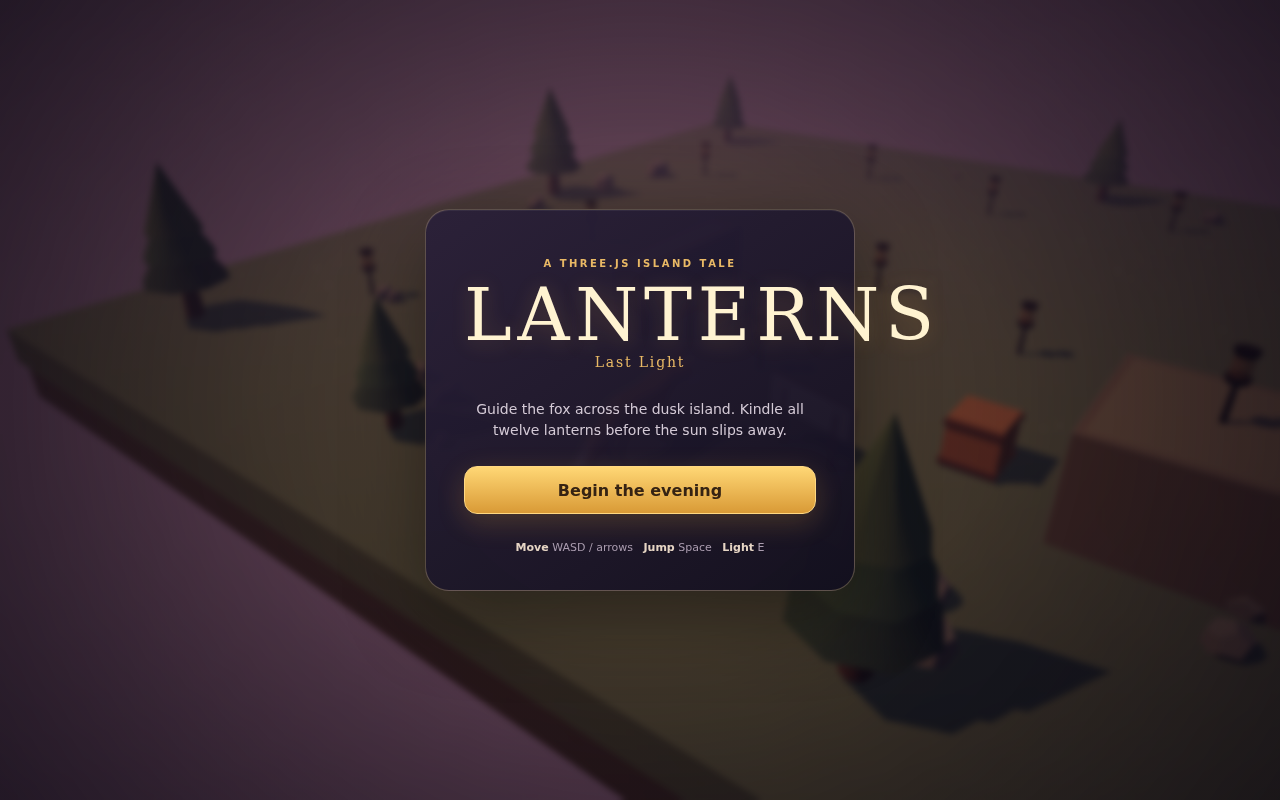 A THREE.JS ISLAND TALE
LANTERNS
Last Light
Guide the fox across the dusk island. Kindle all
twelve lanterns before the sun slips away.
Begin the evening
Move WASD / arrows Jump Space Light E